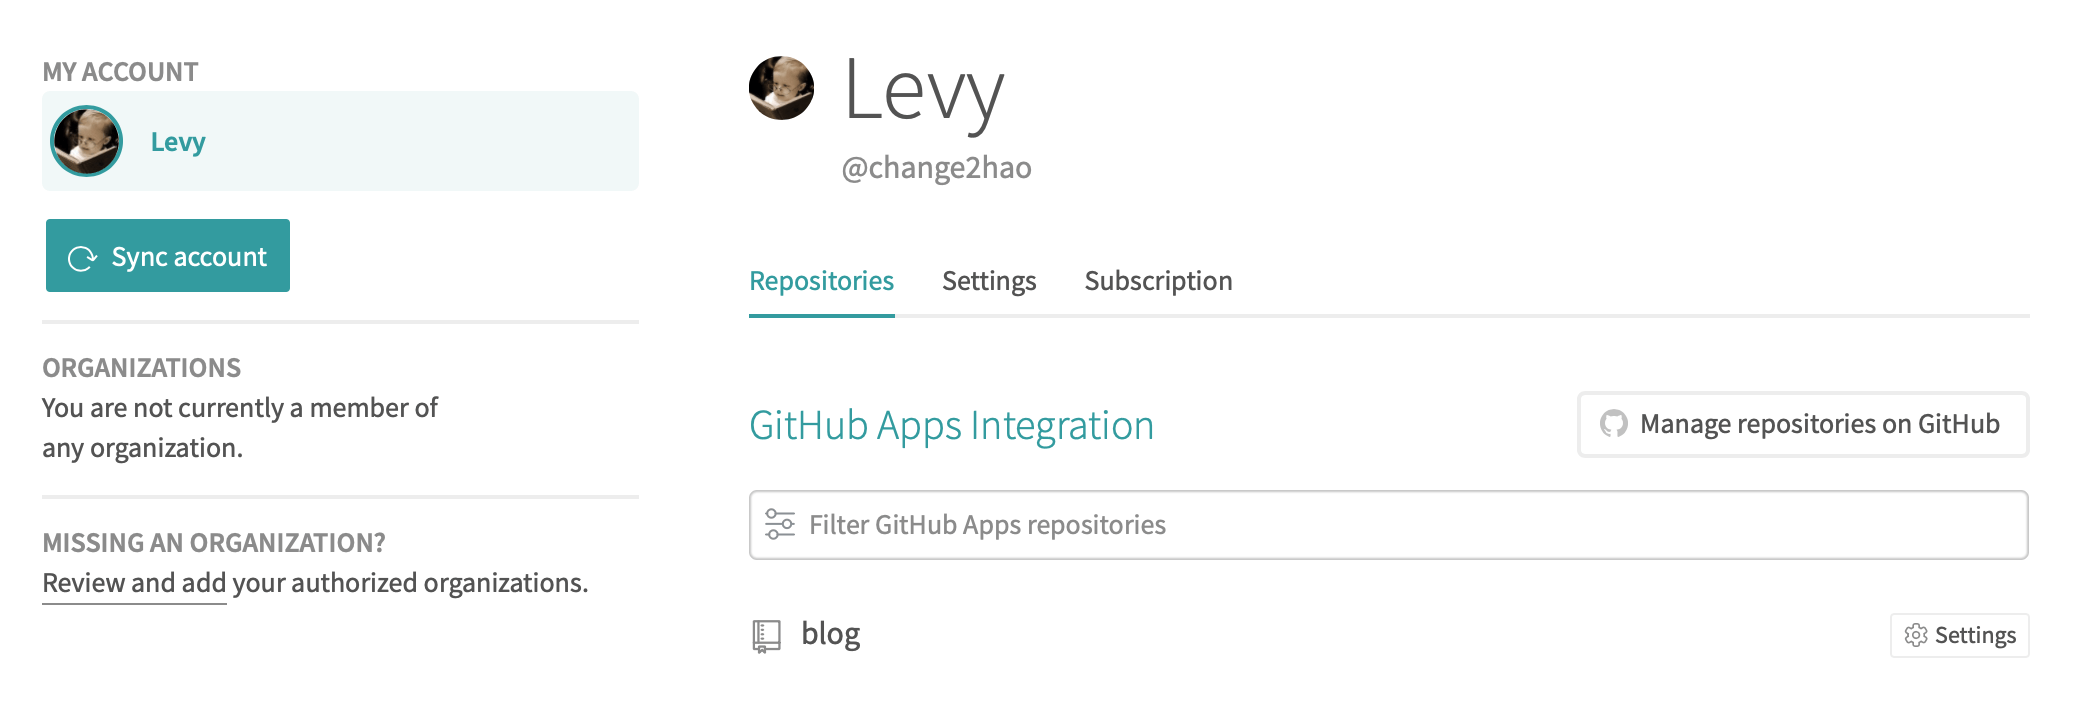 MY ACCOUNT
Levy
Sync account
ORGANIZATIONS
You are not currently a member of
any organization.
MISSING AN ORGANIZATION?
Review and add your authorized organizations.
Levy
@change2hao
Repositories
Settings
Subscription
GitHub Apps Integration
Manage repositories on GitHub
Filter GitHub Apps repositories
blog
Settings